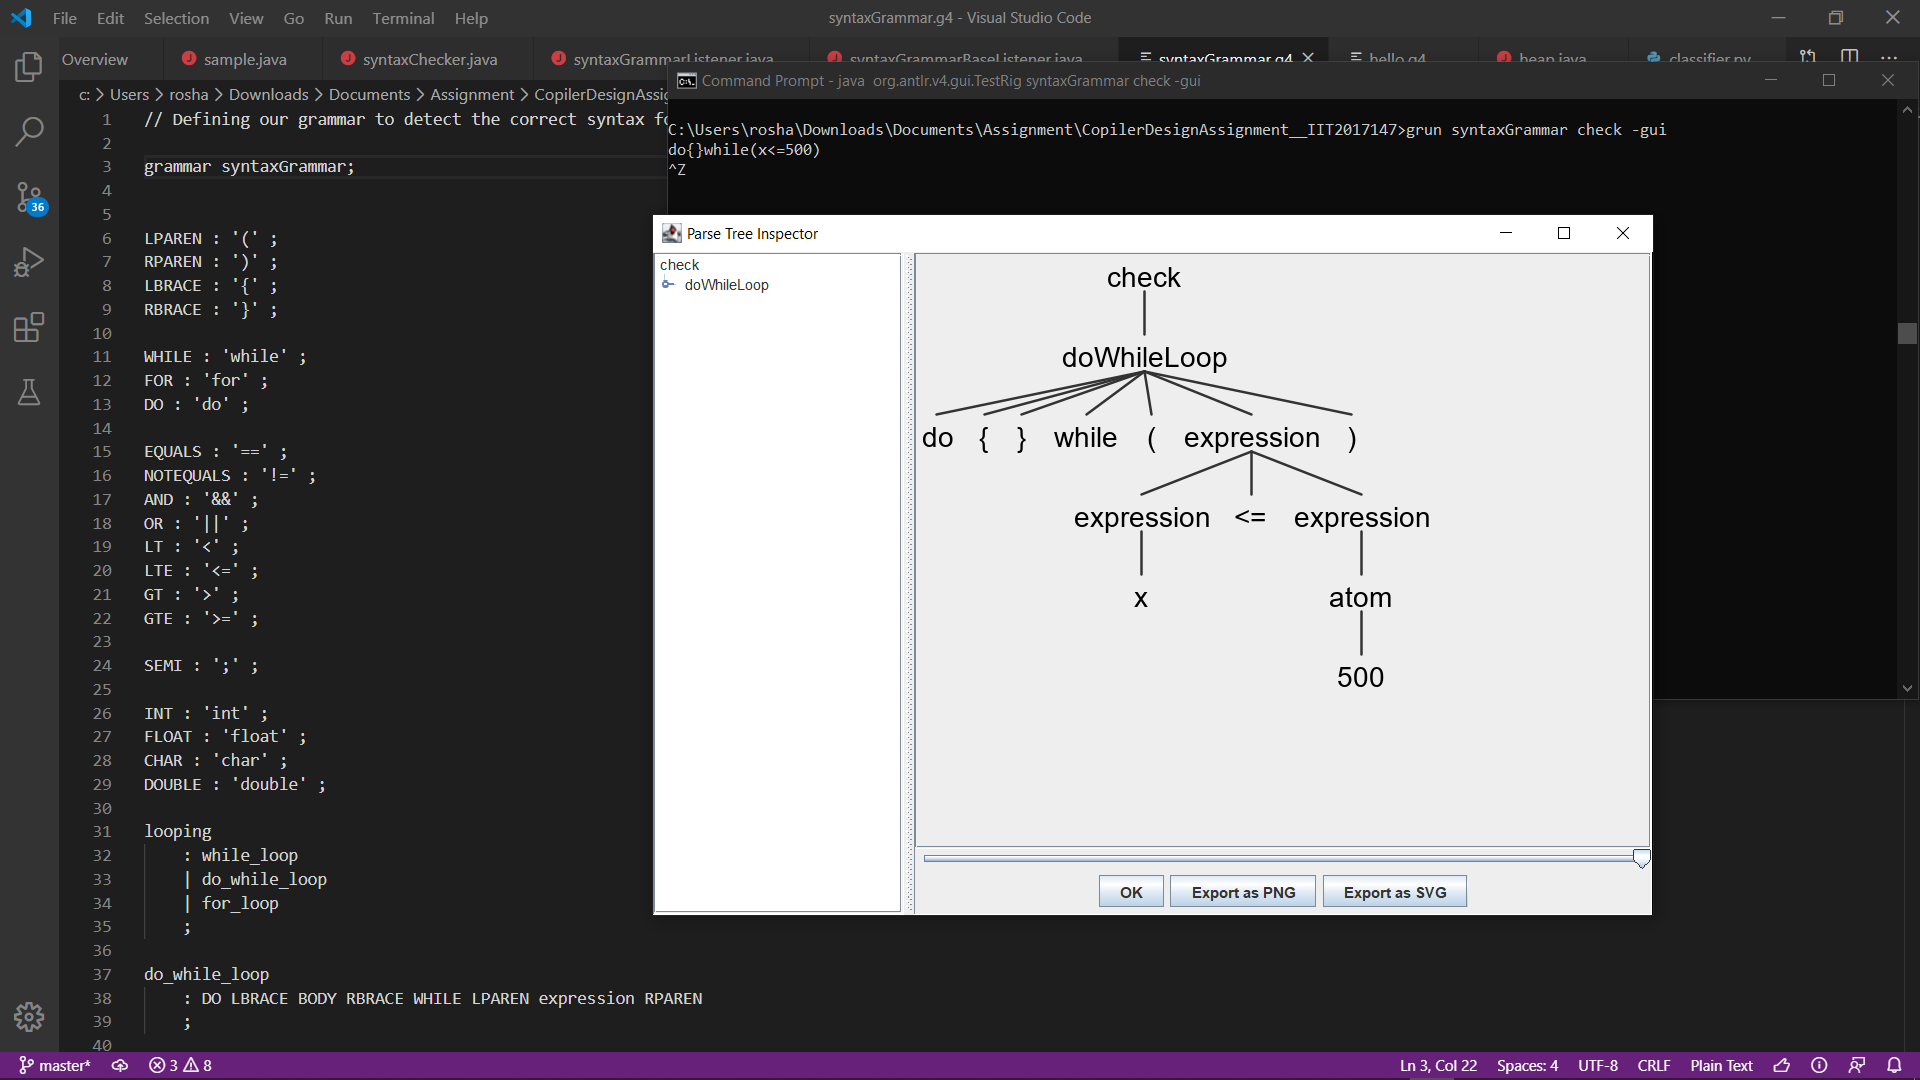 File Edit Selection View Go Run Terminal Help
syntaxGrammar.g4 - Visual Studio Code
Overview sample.java syntaxChecker.java syntaxGrammarListener.java syntaxGrammarBaseListener.java syntaxGrammar.g4 hello.g4 heap.java classifier.py
c: > Users > rosha > Downloads > Documents > Assignment > CopilerDesignAssig
1 // Defining our grammar to detect the correct syntax fo
2
3 grammar syntaxGrammar;
4
5
6 LPAREN : '(' ;
7 RPAREN : ')' ;
8 LBRACE : '{' ;
9 RBRACE : '}' ;
10
11 WHILE : 'while' ;
12 FOR : 'for' ;
13 DO : 'do' ;
14
15 EQUALS : '==' ;
16 NOTEQUALS : '!=' ;
17 AND : '&&' ;
18 OR : '||' ;
19 LT : '<' ;
20 LTE : '<=' ;
21 GT : '>' ;
22 GTE : '>=' ;
23
24 SEMI : ';' ;
25
26 INT : 'int' ;
27 FLOAT : 'float' ;
28 CHAR : 'char' ;
29 DOUBLE : 'double' ;
30
31 looping
32 : while_loop
33 | do_while_loop
34 | for_loop
35 ;
36
37 do_while_loop
38 : DO LBRACE BODY RBRACE WHILE LPAREN expression RPAREN
39 ;
40
Command Prompt - java org.antlr.v4.gui.TestRig syntaxGrammar check -gui
C:\Users\rosha\Downloads\Documents\Assignment\CopilerDesignAssignment__IIT2017147>grun syntaxGrammar check -gui
do{}while(x<=500)
^Z
Parse Tree Inspector
check
doWhileLoop
check
doWhileLoop
do { } while ( expression )
expression <= expression
x atom
500
OK Export as PNG Export as SVG
36
master* 3 8
Ln 3, Col 22 Spaces: 4 UTF-8 CRLF Plain Text